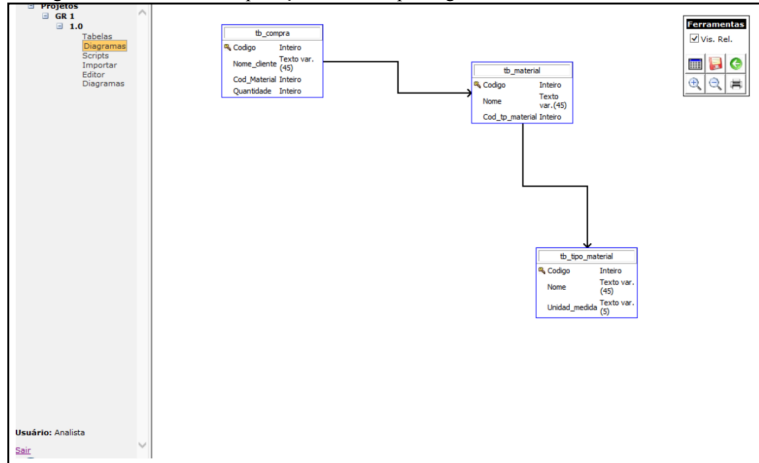 Projetos
GR 1
1.0
Tabelas
Diagramas
Scripts
Importar
Editor
Diagramas
tb_compra
Codigo Inteiro
Nome_cliente Texto var.
(45)
Cod_Material Inteiro
Quantidade Inteiro
tb_material
Codigo Inteiro
Nome Texto
var.(45)
Cod_tp_material Inteiro
tb_tipo_material
Codigo Inteiro
Nome Texto var.
(45)
Unidad_medida Texto var.
(5)
Ferramentas
Vis. Rel.
Usuário: Analista
Sair